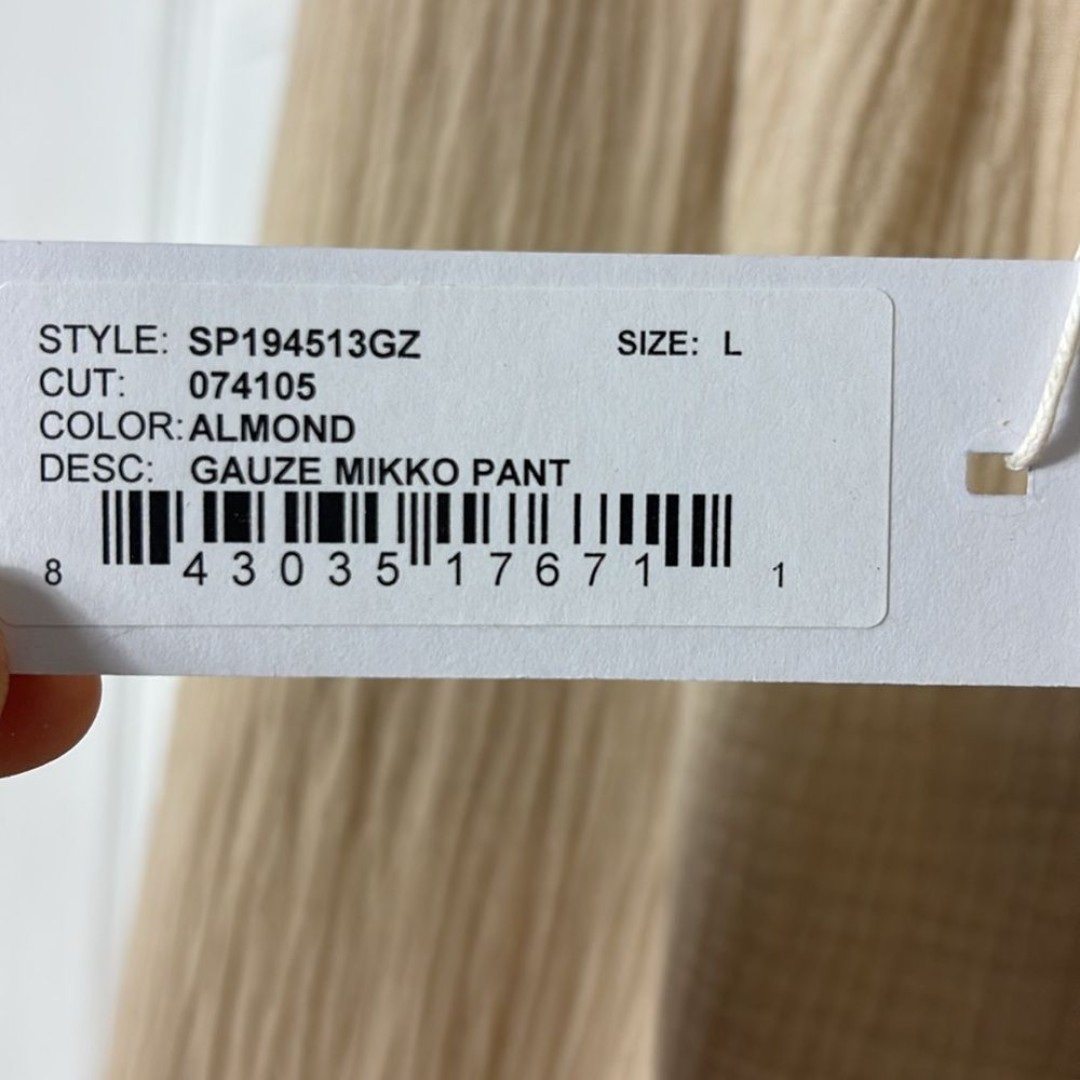 STYLE: SP194513GZ SIZE: L
CUT: 074105
COLOR: ALMOND
DESC: GAUZE MIKKO PANT
8 43035 17671 1